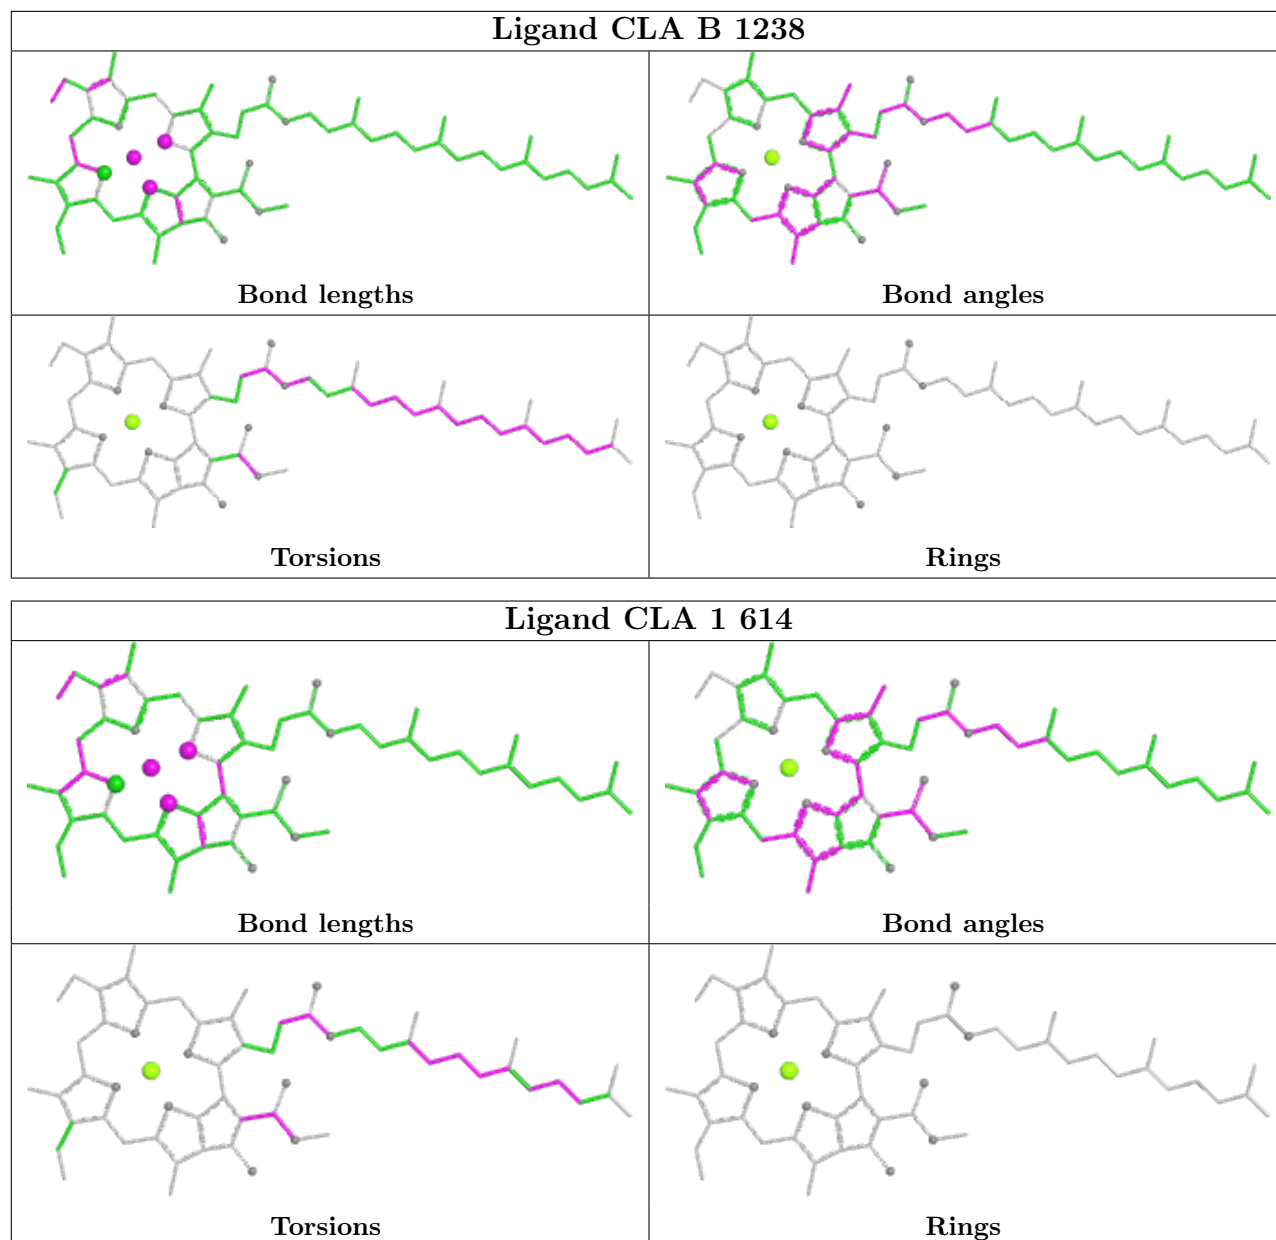 Ligand CLA B 1238
Bond lengths
Bond angles
Torsions
Rings
Ligand CLA 1 614
Bond lengths
Bond angles
Torsions
Rings